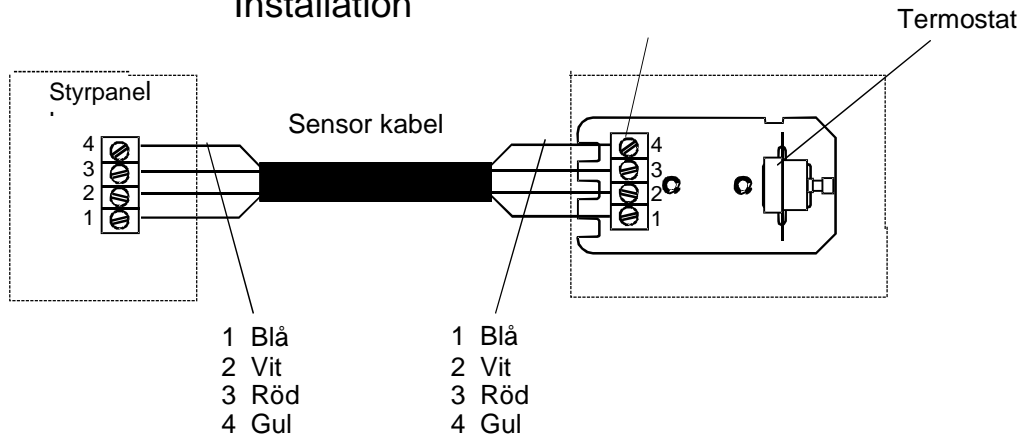 Installation
Termostat
Styrpanel
Sensor kabel
4
3
2
1
4
3
2
1
1 Blå
2 Vit
3 Röd
4 Gul
1 Blå
2 Vit
3 Röd
4 Gul